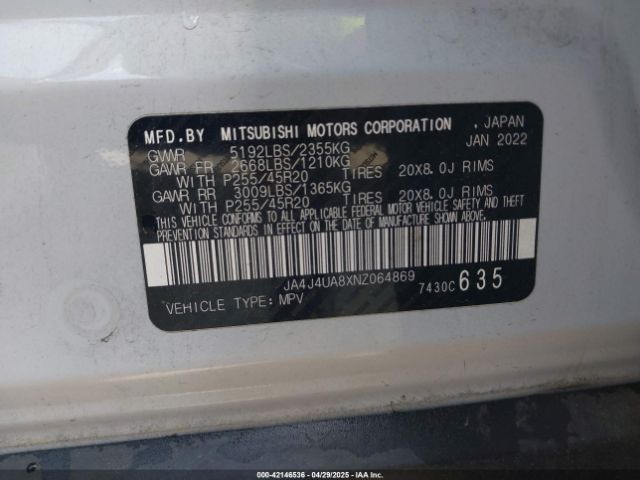 MFD.BY MITSUBISHI MOTORS CORPORATION , JAPAN
GWVR 5192LBS/2355KG JAN 2022
GAWR FR 2668LBS/1210KG
WITH P255/45R20 TIRES 20X8.0J RIMS
GAWR RR 3009LBS/1365KG
WITH P255/45R20 TIRES 20X8.0J RIMS
THIS VEHICLE CONFORMS TO ALL APPLICABLE FEDERAL MOTOR VEHICLE SAFETY AND THEFT
PREVENTION STANDARDS IN EFFECT ON THE DATE OF MANUFACTURE SHOWN ABOVE.
JA4J4UA8XNZ064869
VEHICLE TYPE: MPV 7430C 635
000-42146536 - 04/29/2025 - IAA, Inc.